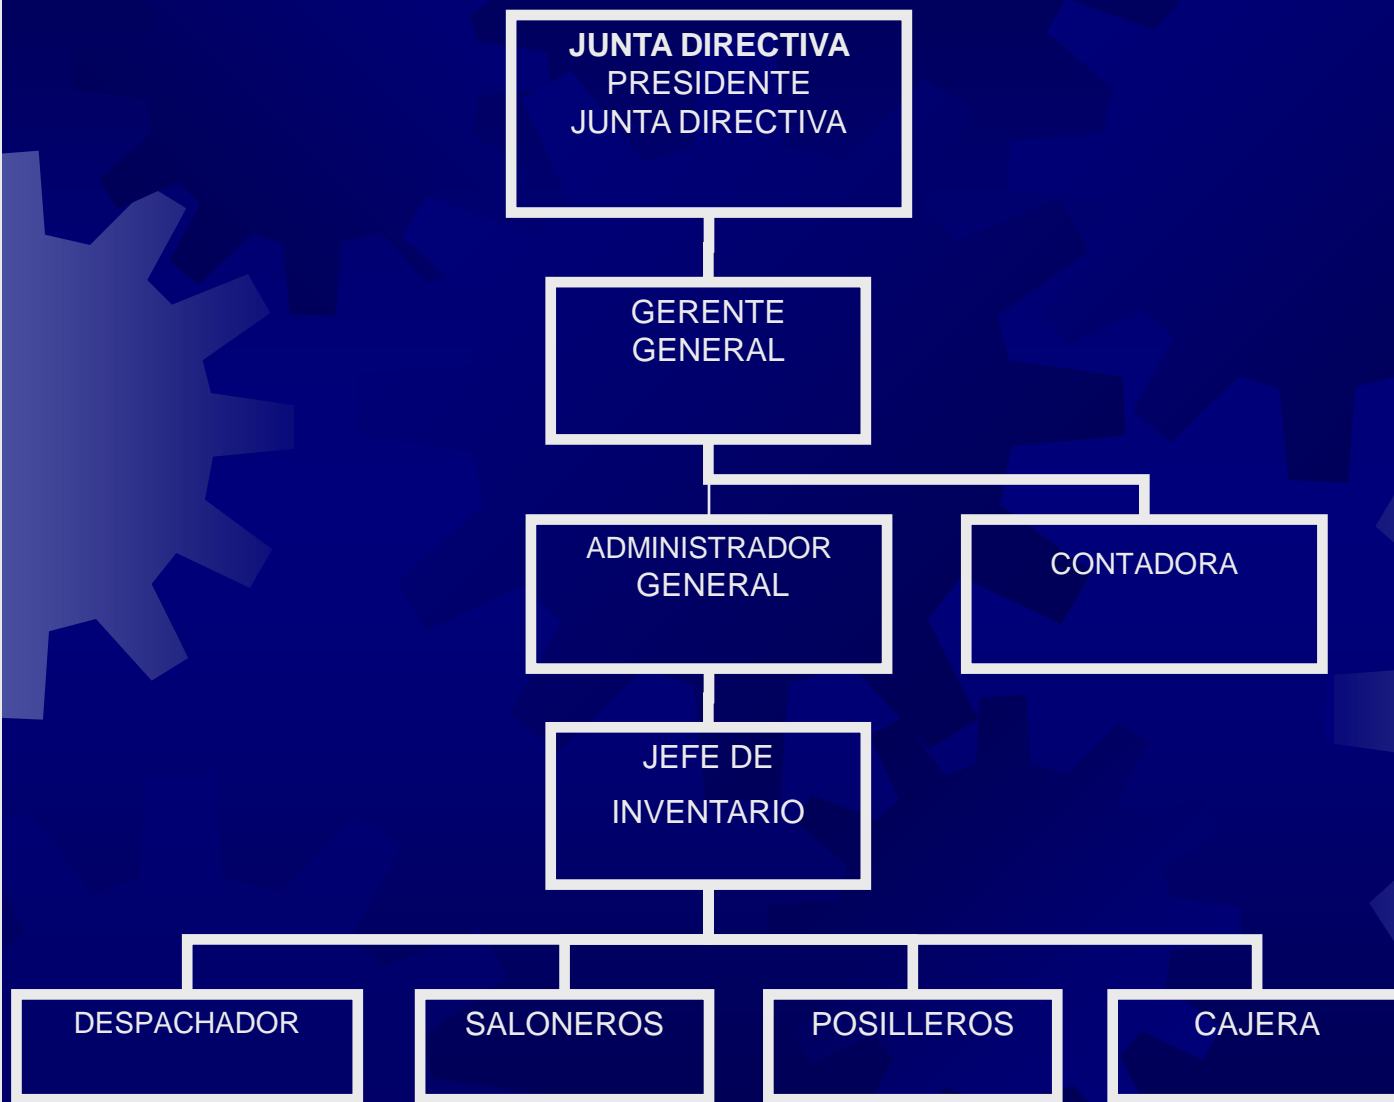 JUNTA DIRECTIVA
PRESIDENTE
JUNTA DIRECTIVA
GERENTE
GENERAL
ADMINISTRADOR
GENERAL
CONTADORA
JEFE DE
INVENTARIO
DESPACHADOR
SALONEROS
POSILLEROS
CAJERA